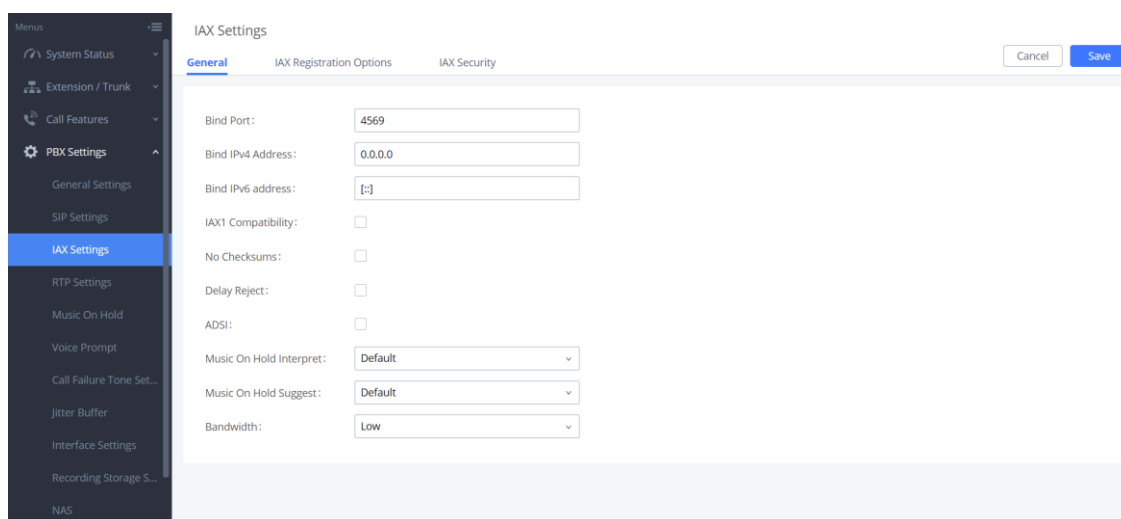 Menus
System Status
Extension / Trunk
Call Features
PBX Settings
General Settings
SIP Settings
IAX Settings
RTP Settings
Music On Hold
Voice Prompt
Call Failure Tone Set...
Jitter Buffer
Interface Settings
Recording Storage S...
NAS
IAX Settings
General IAX Registration Options IAX Security
Cancel Save
Bind Port: 4569
Bind IPv4 Address: 0.0.0.0
Bind IPv6 address: [::]
IAX1 Compatibility:
No Checksums:
Delay Reject:
ADSI:
Music On Hold Interpret: Default
Music On Hold Suggest: Default
Bandwidth: Low